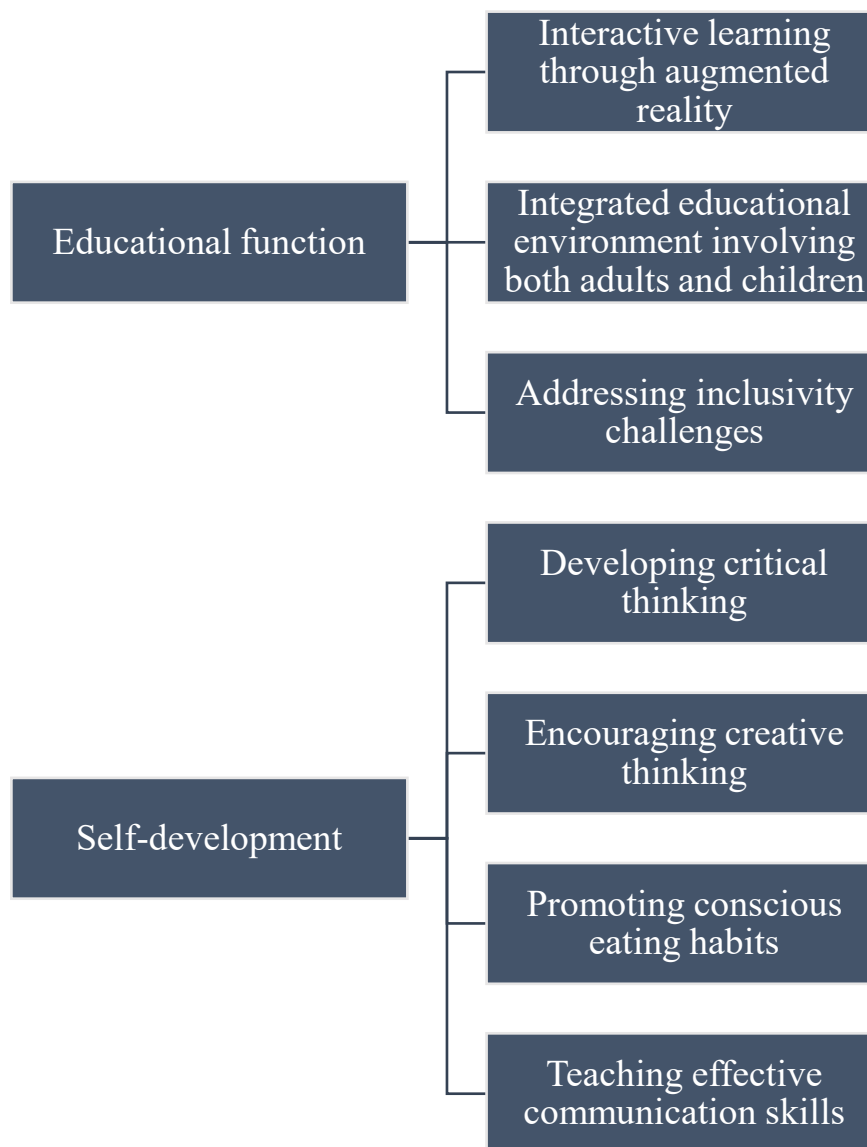 Educational function
Interactive learning
through augmented
reality
Integrated educational
environment involving
both adults and children
Addressing inclusivity
challenges
Self-development
Developing critical
thinking
Encouraging creative
thinking
Promoting conscious
eating habits
Teaching effective
communication skills